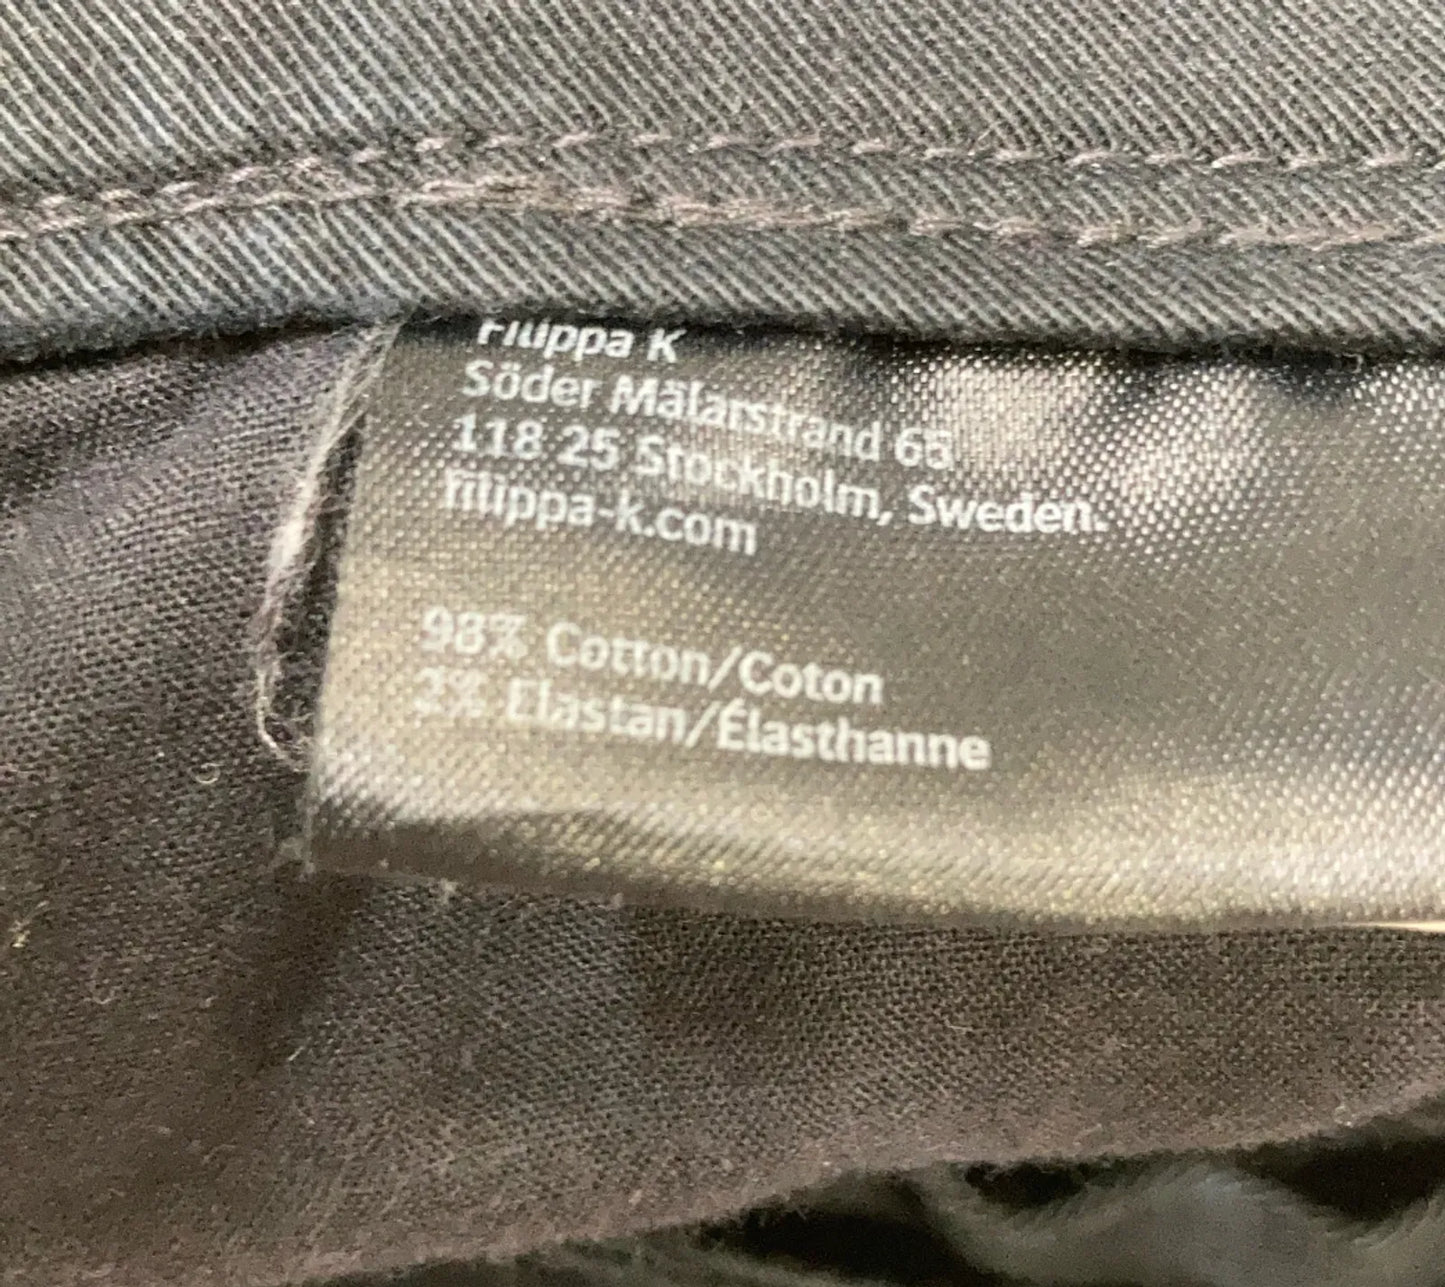 Filippa K
Söder Mälarstrand 65
118 25 Stockholm, Sweden.
filippa-k.com
98% Cotton/Coton
2% Elastan/Élasthanne